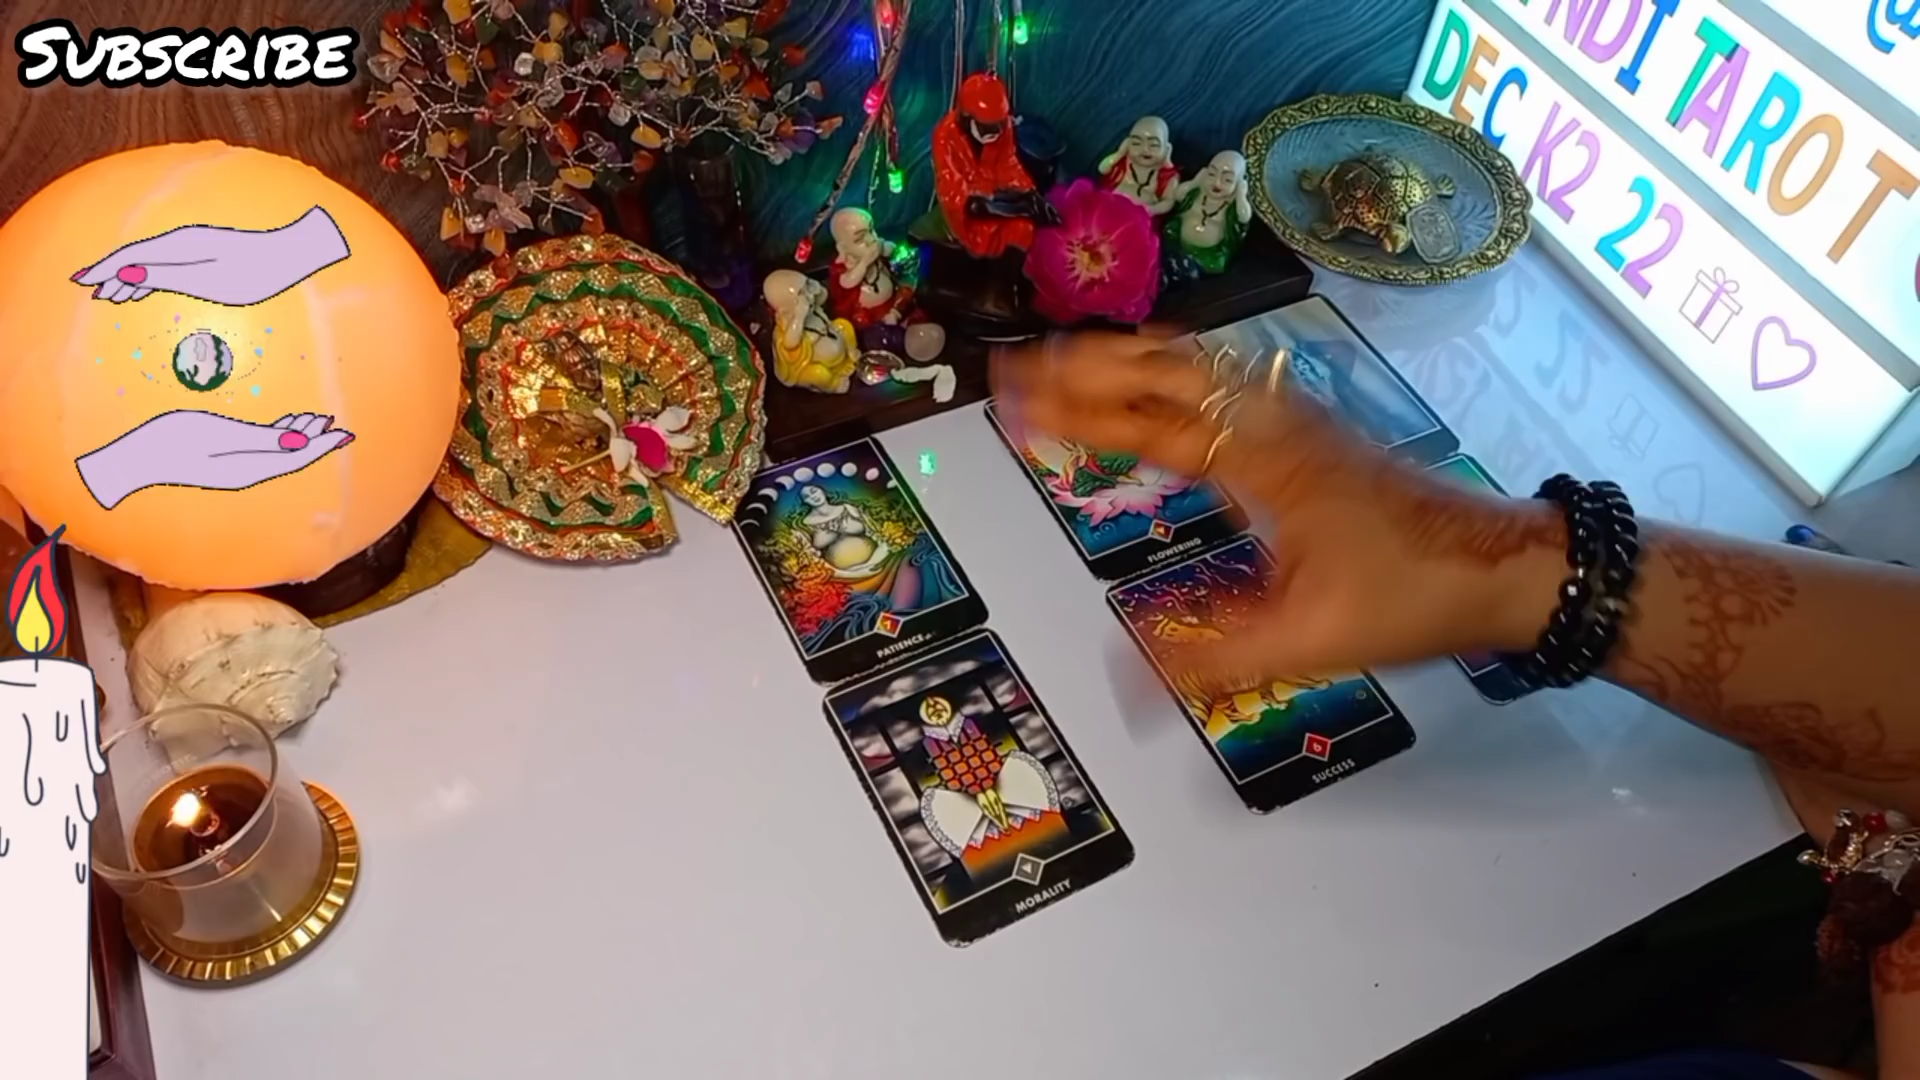 SUBSCRIBE
NDI TAROT
DEC K2 22
PATIENCE
FLOWERING
SUCCESS
MORALITY